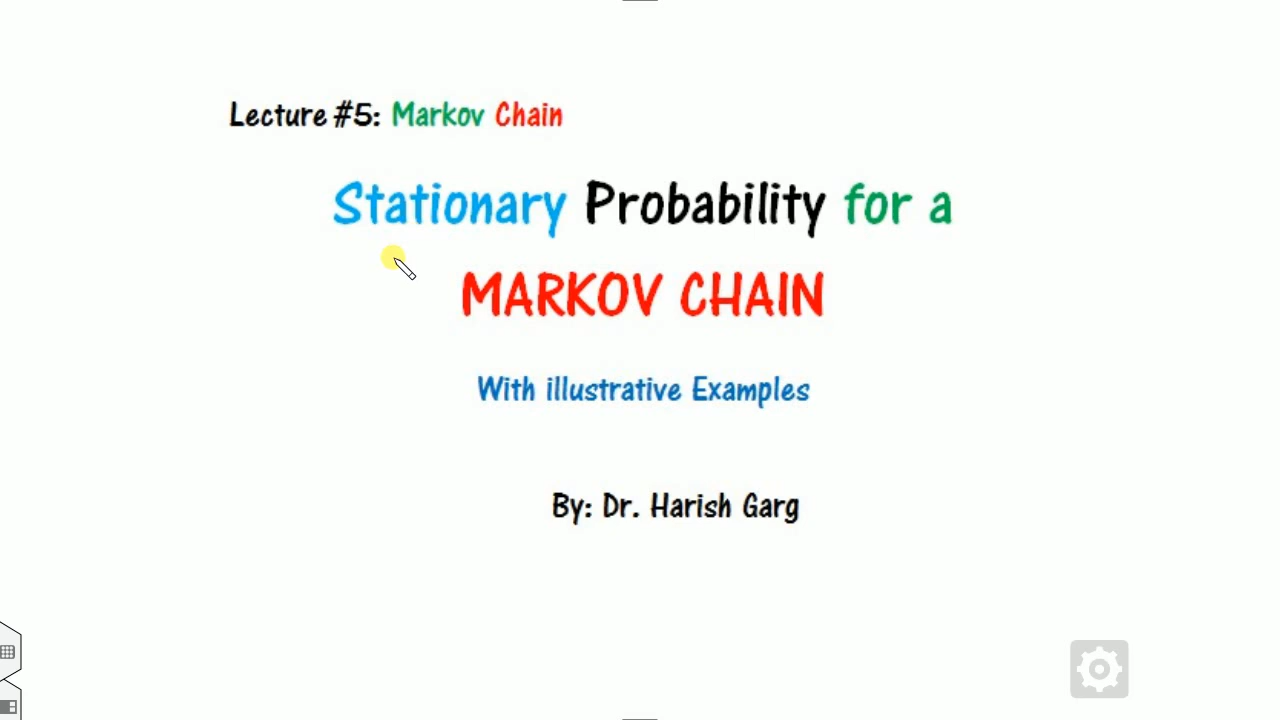 Lecture #5: Markov Chain
Stationary Probability for a
MARKOV CHAIN
With illustrative Examples
By: Dr. Harish Garg